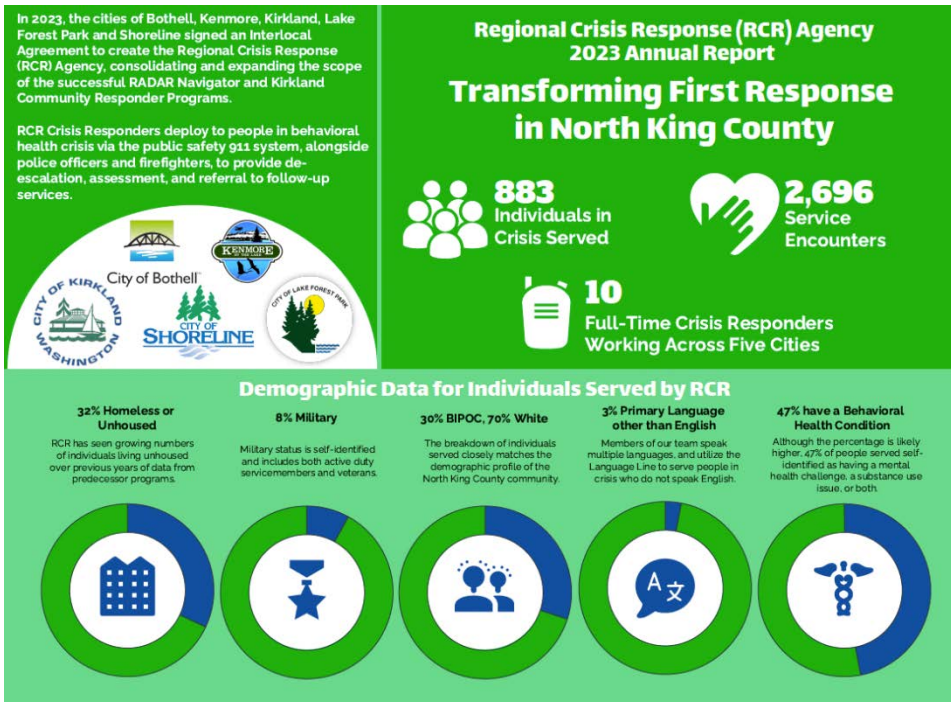 In 2023, the cities of Bothell, Kenmore, Kirkland, Lake
Forest Park and Shoreline signed an Interlocal
Agreement to create the Regional Crisis Response
(RCR) Agency, consolidating and expanding the scope
of the successful RADAR Navigator and Kirkland
Community Responder Programs.
RCR Crisis Responders deploy to people in behavioral
health crisis via the public safety 911 system, alongside
police officers and firefighters, to provide de-
escalation, assessment, and referral to follow-up
services.
City of Bothell
KENMORE
BY THE LAKE
CITY OF KIRKLAND
WASHINGTON
CITY OF
SHORELINE
CITY OF LAKE FOREST PARK
Regional Crisis Response (RCR) Agency
2023 Annual Report
Transforming First Response
in North King County
883
Individuals in
Crisis Served
2,696
Service
Encounters
10
Full-Time Crisis Responders
Working Across Five Cities
Demographic Data for Individuals Served by RCR
32% Homeless or
Unhoused
RCR has seen growing numbers
of individuals living unhoused
over previous years of data from
predecessor programs.
8% Military
Military status is self-identified
and includes both active duty
servicemembers and veterans.
30% BIPOC, 70% White
The breakdown of individuals
served closely matches the
demographic profile of the
North King County community.
3% Primary Language
other than English
Members of our team speak
multiple languages, and utilize the
Language Line to serve people in
crisis who do not speak English.
A 文
47% have a Behavioral
Health Condition
Although the percentage is likely
higher, 47% of people served self-
identified as having a mental
health challenge, a substance use
issue, or both.